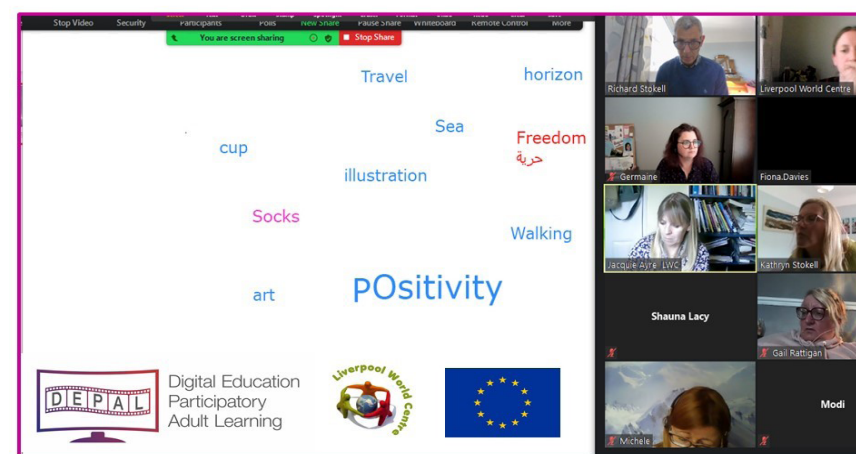 Stop Video Security Participants Polls New Share Pause Share Whiteboard Remote Control More
You are screen sharing Stop Share
Travel
horizon
Sea
Freedom
حرية
cup
illustration
Socks
Walking
art
pOsitivity
DEPAL
Digital Education
Participatory
Adult Learning
Liverpool World Centre
Richard Stokell
Liverpool World Centre
Germaine
Fiona.Davies
Jacquie Ayre LWC
Kathryn Stokell
Shauna Lacy
Gail Rattigan
Michele
Modi